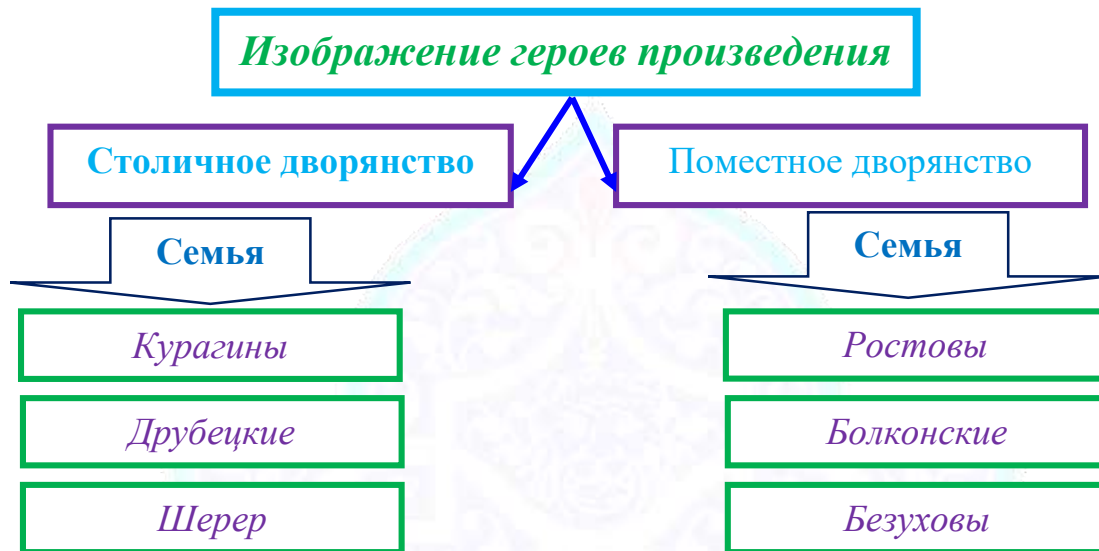 Изображение героев произведения
Столичное дворянство
Поместное дворянство
Семья
Семья
Курагины
Ростовы
Друбецкие
Болконские
Шерер
Безуховы